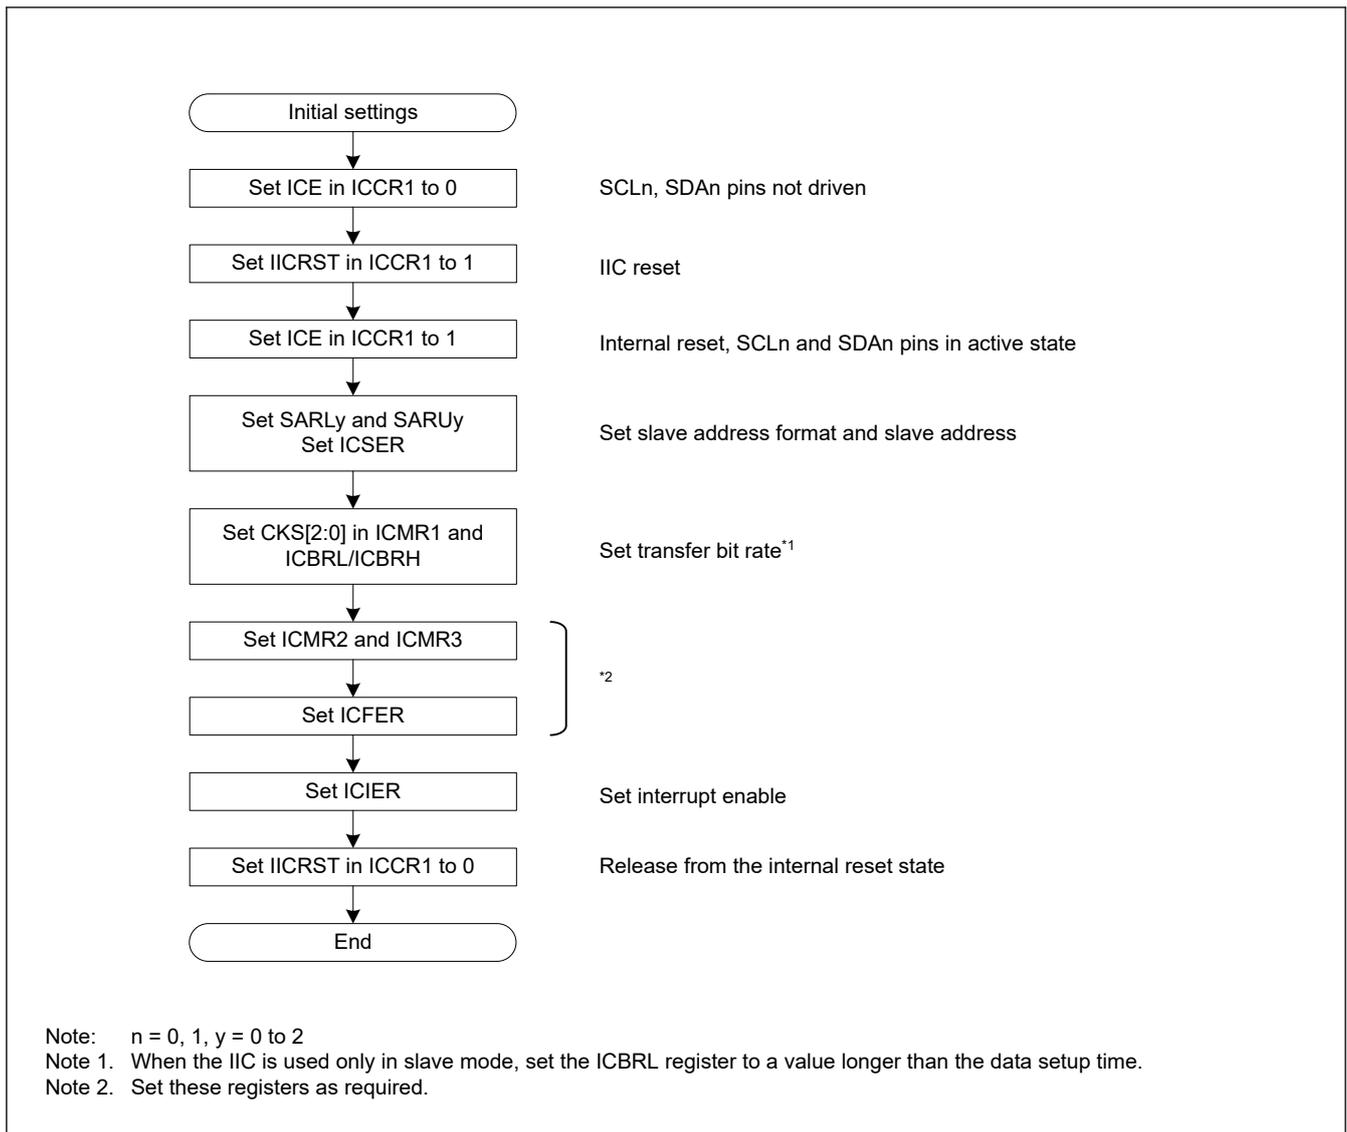 Initial settings
Set ICE in ICCR1 to 0
SCLn, SDAn pins not driven
Set IICRST in ICCR1 to 1
IIC reset
Set ICE in ICCR1 to 1
Internal reset, SCLn and SDAn pins in active state
Set SARLy and SARUy
Set ICSER
Set slave address format and slave address
Set CKS[2:0] in ICMR1 and
ICBRL/ICBRH
Set transfer bit rate*1
Set ICMR2 and ICMR3
*2
Set ICFER
Set ICIER
Set interrupt enable
Set IICRST in ICCR1 to 0
Release from the internal reset state
End
Note: n = 0, 1, y = 0 to 2
Note 1. When the IIC is used only in slave mode, set the ICBRL register to a value longer than the data setup time.
Note 2. Set these registers as required.